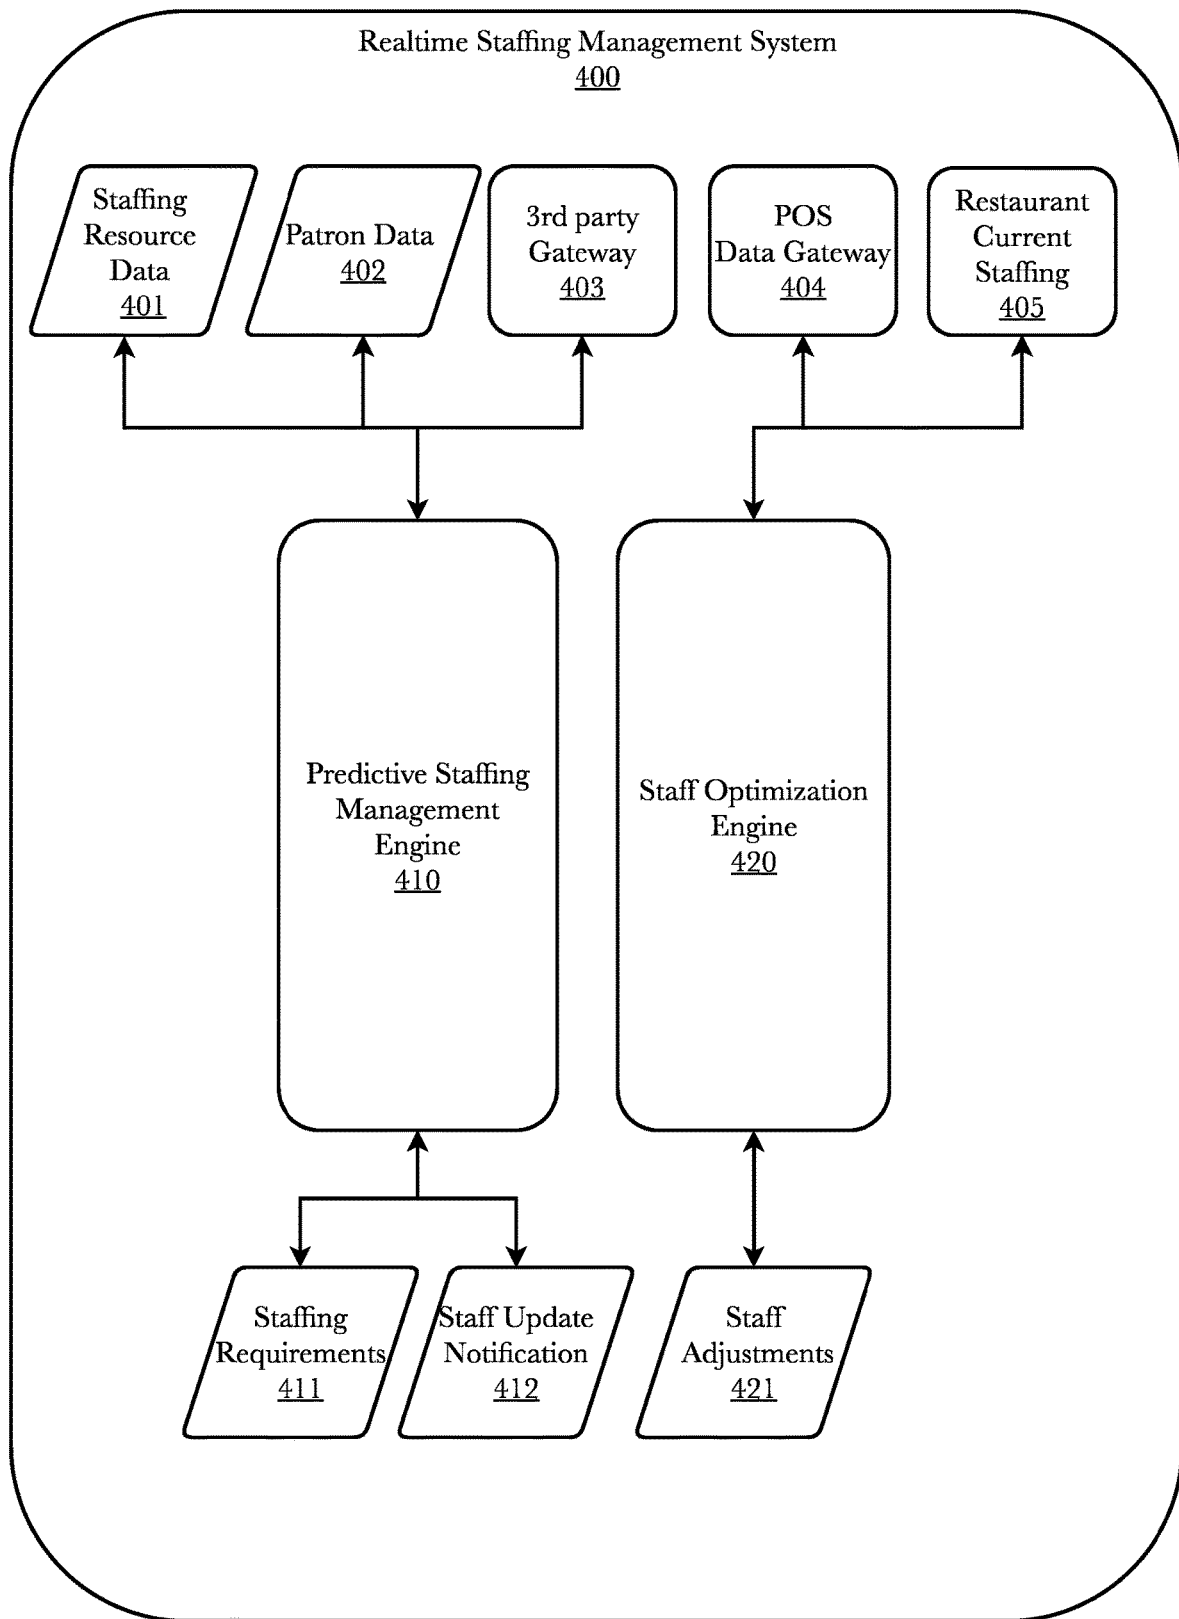 Realtime Staffing Management System
400
Staffing
Resource
Data
401
Patron Data
402
3rd party
Gateway
403
POS
Data Gateway
404
Restaurant
Current
Staffing
405
Predictive Staffing
Management
Engine
410
Staff Optimization
Engine
420
Staffing
Requirements
411
Staff Update
Notification
412
Staff
Adjustments
421